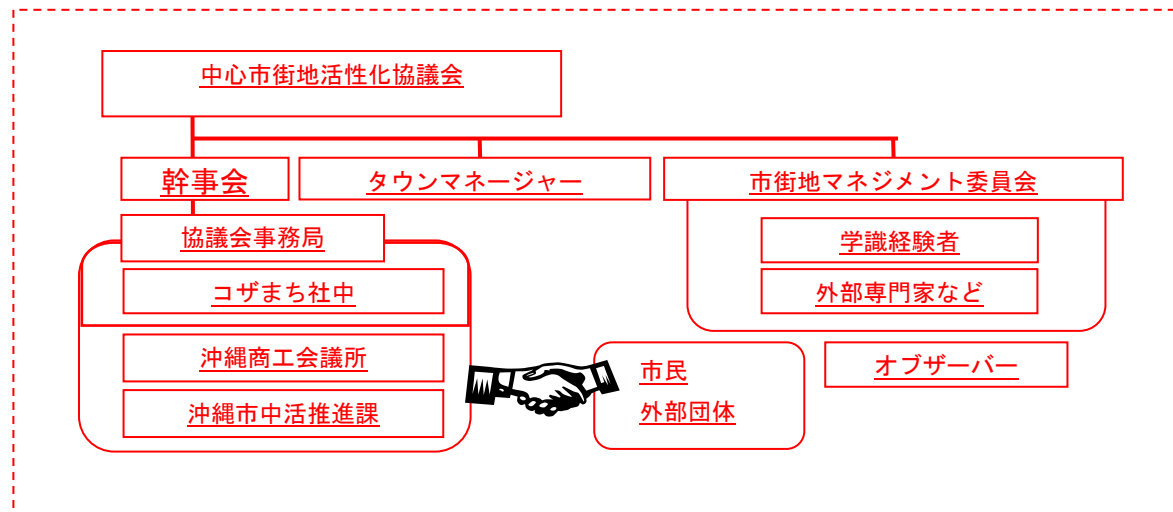 中心市街地活性化協議会
幹事会
タウンマネージャー
市街地マネジメント委員会
協議会事務局
学識経験者
コザまち社中
外部専門家など
沖縄商工会議所
市民
オブザーバー
沖縄市中活推進課
外部団体